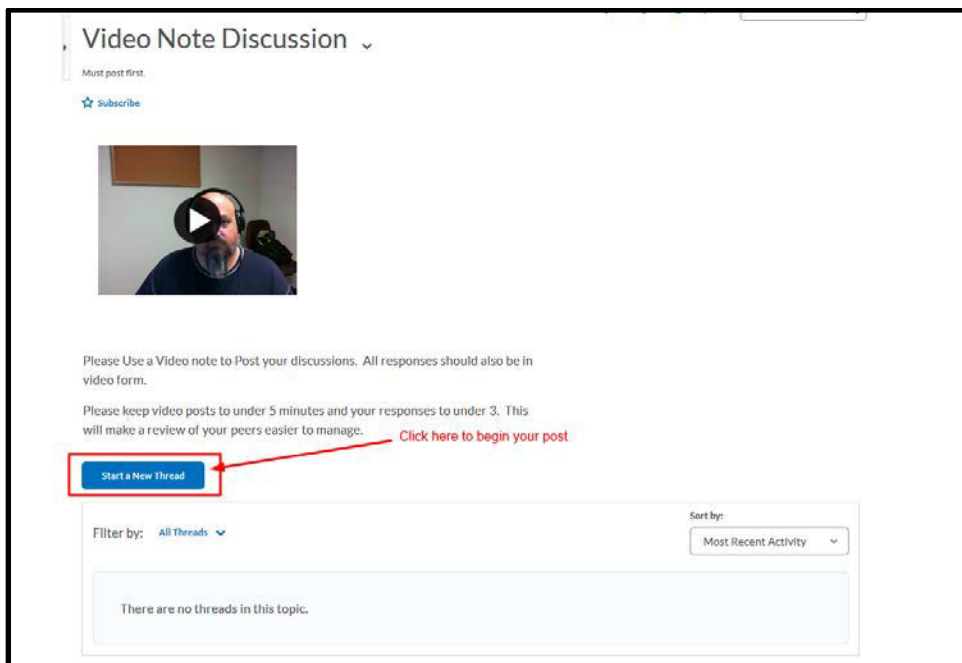 Video Note Discussion
Must post first.
Subscribe
Please Use a Video note to Post your discussions. All responses should also be in
video form.
Please keep video posts to under 5 minutes and your responses to under 3. This
will make a review of your peers easier to manage.
Click here to begin your post
Start a New Thread
Filter by: All Threads
Sort by:
Most Recent Activity
There are no threads in this topic.